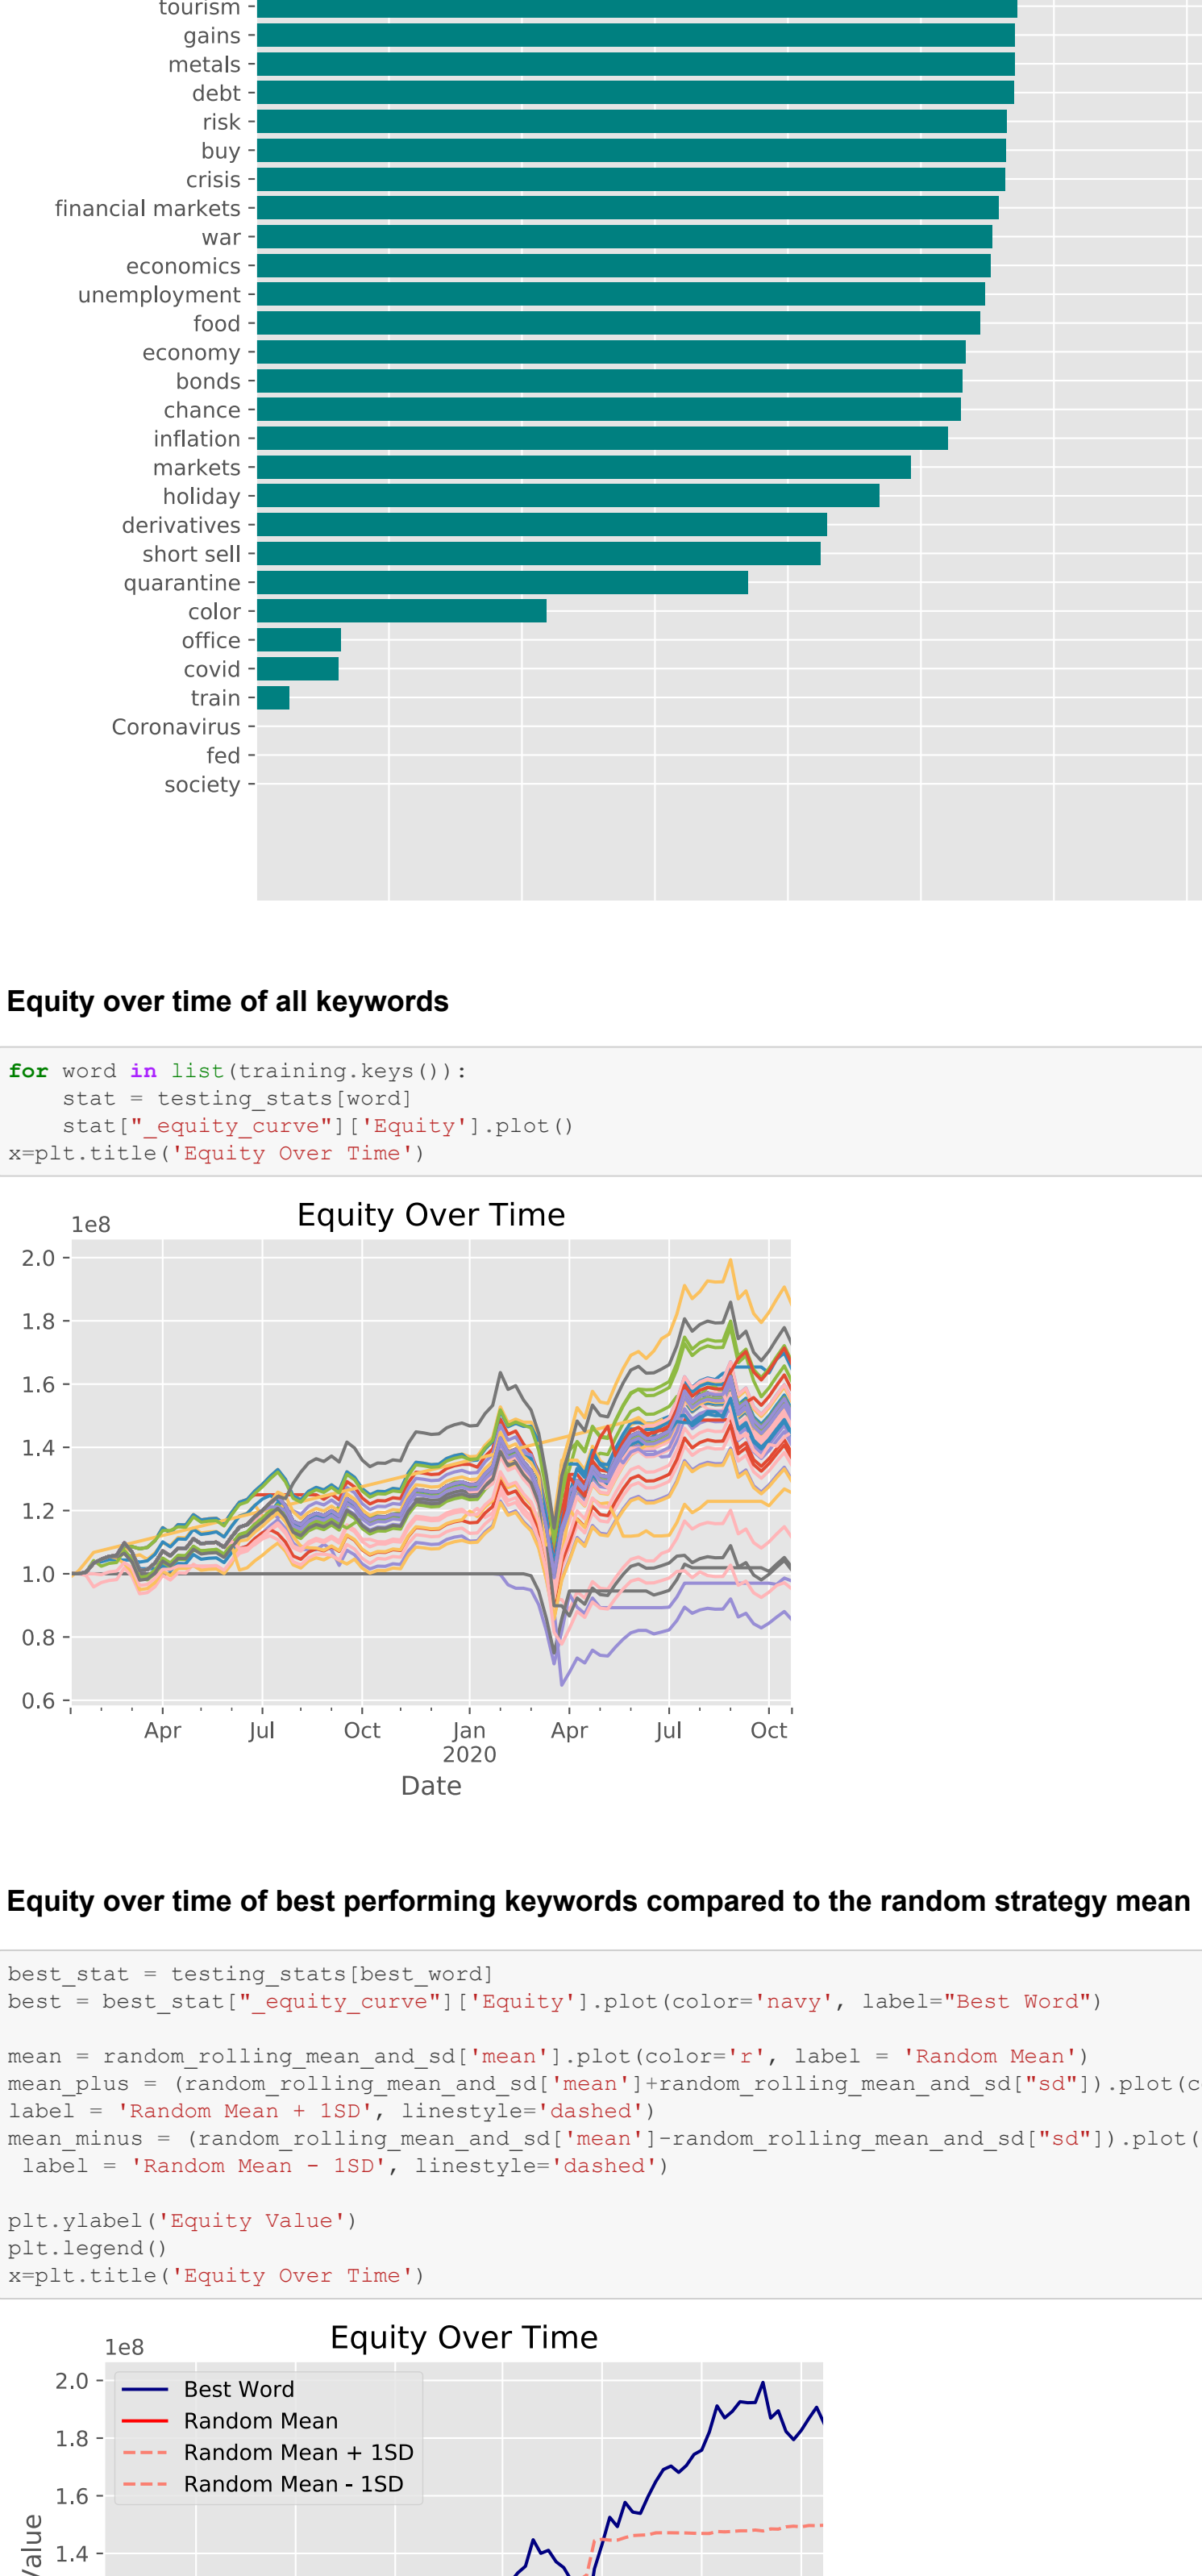 tourism
gains
metals
debt
risk
buy
crisis
financial markets
war
economics
unemployment
food
economy
bonds
chance
inflation
markets
holiday
derivatives
short sell
quarantine
color
office
covid
train
Coronavirus
fed
society
Equity over time of all keywords
for word in list(training.keys()):
    stat = testing_stats[word]
    stat["_equity_curve"]['Equity'].plot()
x=plt.title('Equity Over Time')
Equity Over Time
1e8
2.0
1.8
1.6
1.4
1.2
1.0
0.8
0.6
Apr Jul Oct Jan Apr Jul Oct
2020
Date
Equity over time of best performing keywords compared to the random strategy mean
best_stat = testing_stats[best_word]
best = best_stat["_equity_curve"]['Equity'].plot(color='navy', label="Best Word")
mean = random_rolling_mean_and_sd['mean'].plot(color='r', label = 'Random Mean')
mean_plus = (random_rolling_mean_and_sd['mean']+random_rolling_mean_and_sd["sd"]).plot(c
label = 'Random Mean + 1SD', linestyle='dashed')
mean_minus = (random_rolling_mean_and_sd['mean']-random_rolling_mean_and_sd["sd"]).plot(
 label = 'Random Mean - 1SD', linestyle='dashed')
plt.ylabel('Equity Value')
plt.legend()
x=plt.title('Equity Over Time')
Equity Over Time
1e8
2.0
1.8
1.6
1.4
Value
Best Word
Random Mean
Random Mean + 1SD
Random Mean - 1SD